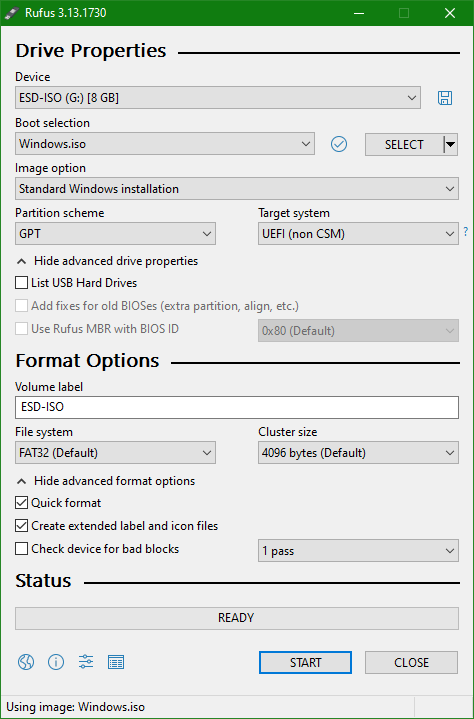 Rufus 3.13.1730
Drive Properties
Device
ESD-ISO (G:) [8 GB]
Boot selection
Windows.iso
SELECT
Image option
Standard Windows installation
Partition scheme
Target system
GPT
UEFI (non CSM)
?
Hide advanced drive properties
List USB Hard Drives
Add fixes for old BIOSes (extra partition, align, etc.)
Use Rufus MBR with BIOS ID
0x80 (Default)
Format Options
Volume label
ESD-ISO
File system
Cluster size
FAT32 (Default)
4096 bytes (Default)
Hide advanced format options
Quick format
Create extended label and icon files
Check device for bad blocks
1 pass
Status
READY
START
CLOSE
Using image: Windows.iso